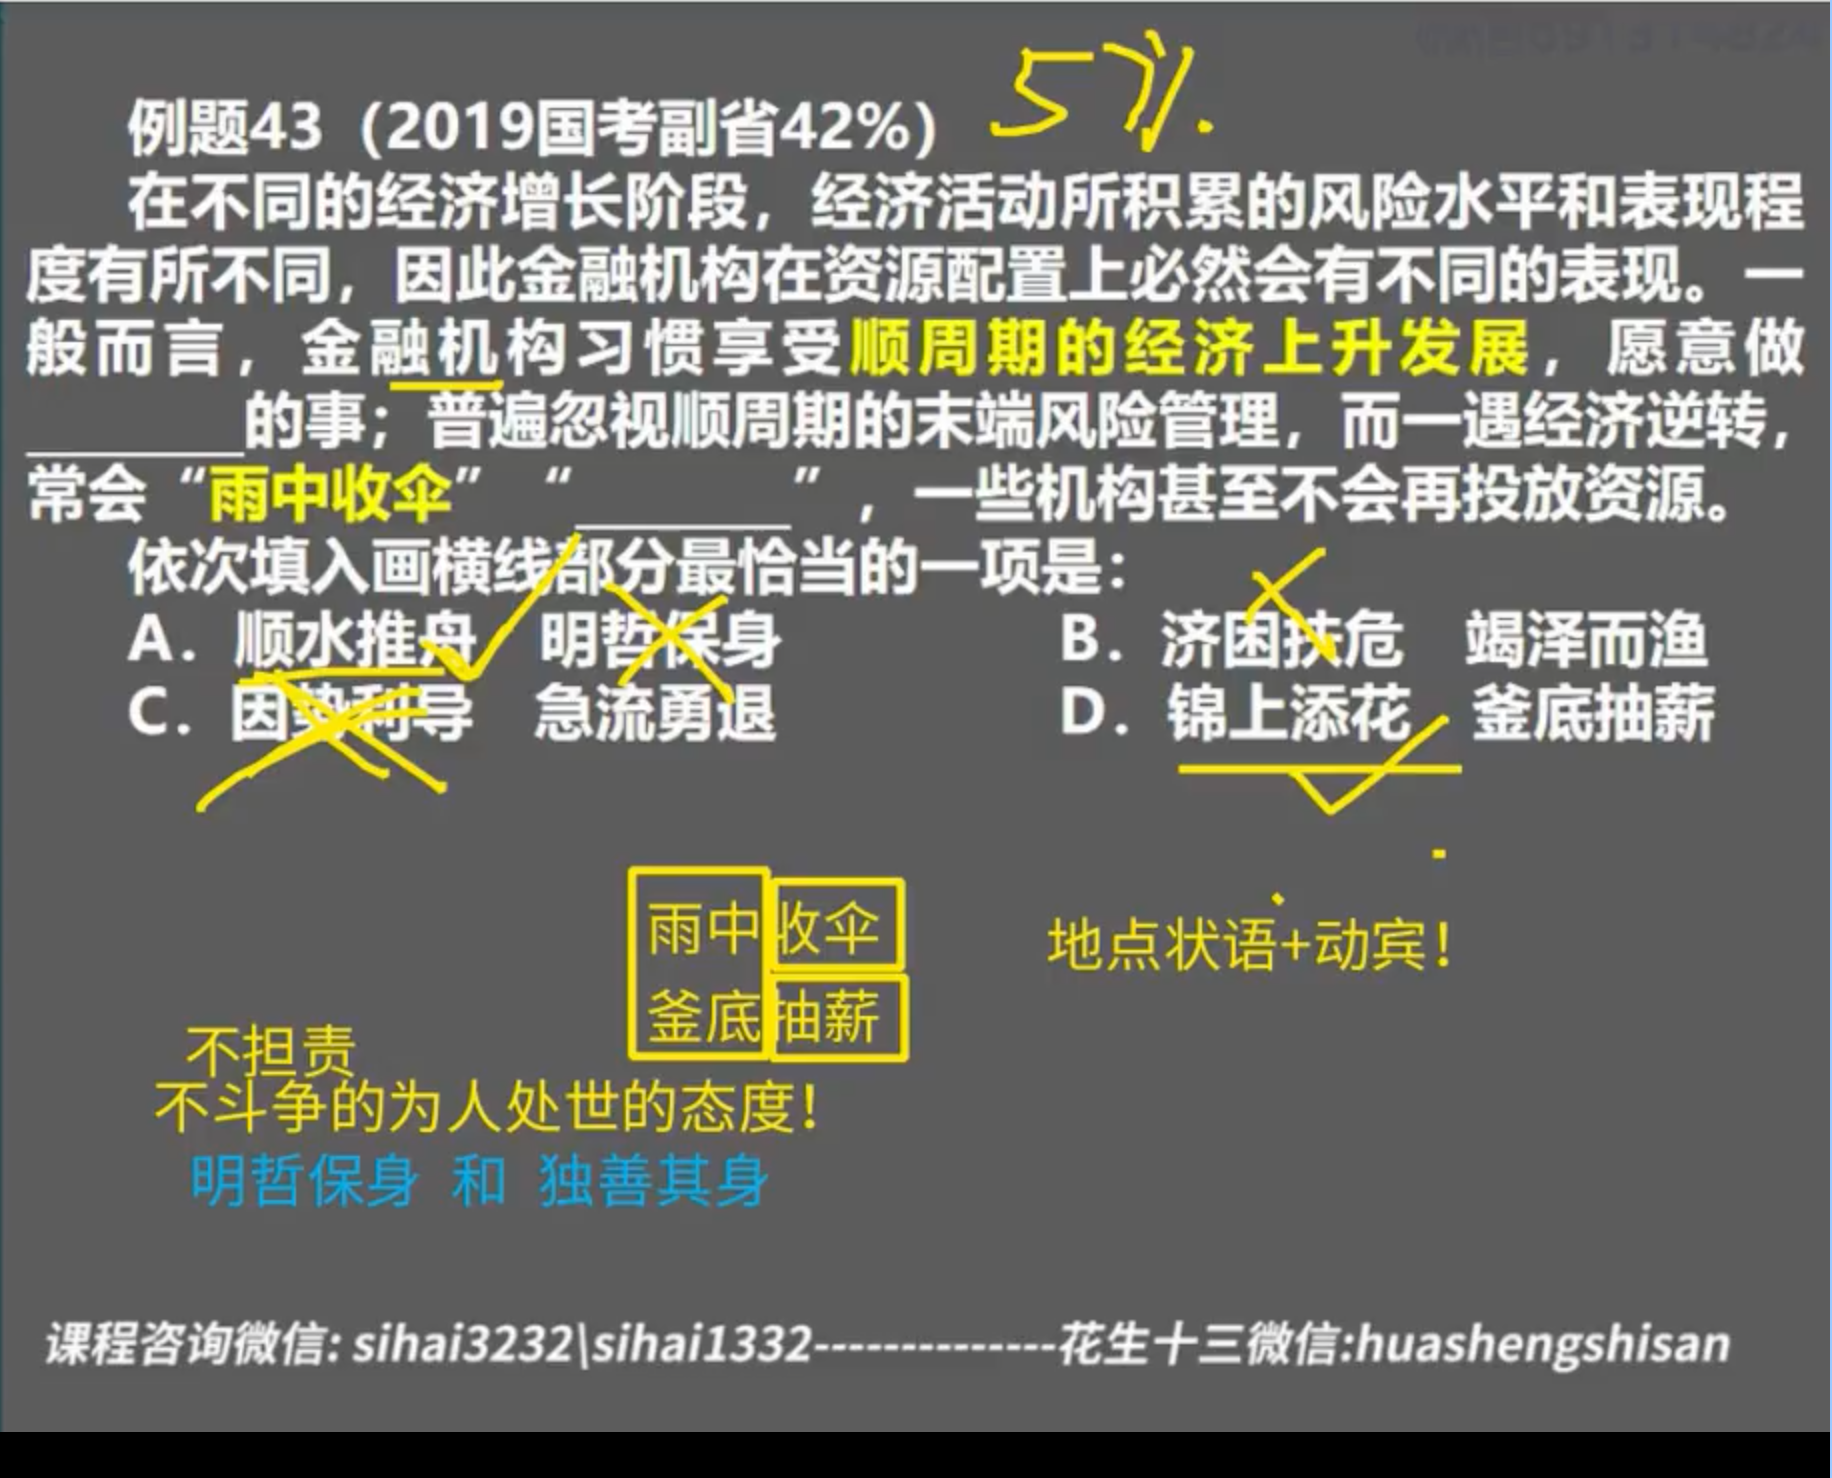 57%.
例题43（2019国考副省42%）
在不同的经济增长阶段，经济活动所积累的风险水平和表现程
度有所不同，因此金融机构在资源配置上必然会有不同的表现。一
般而言，金融机构习惯享受顺周期的经济上升发展，愿意做
________的事；普遍忽视顺周期的末端风险管理，而一遇经济逆转，
常会“雨中收伞”“________”，一些机构甚至不会再投放资源。
依次填入画横线部分最恰当的一项是：
A. 顺水推舟 明哲保身 B. 济困扶危 竭泽而渔
C. 因势利导 急流勇退 D. 锦上添花 釜底抽薪
雨中收伞
地点状语+动宾！
釜底抽薪
不担责
不斗争的为人处世的态度！
明哲保身 和 独善其身
课程咨询微信: sihai3232\sihai1332--------------花生十三微信:huashengshisan